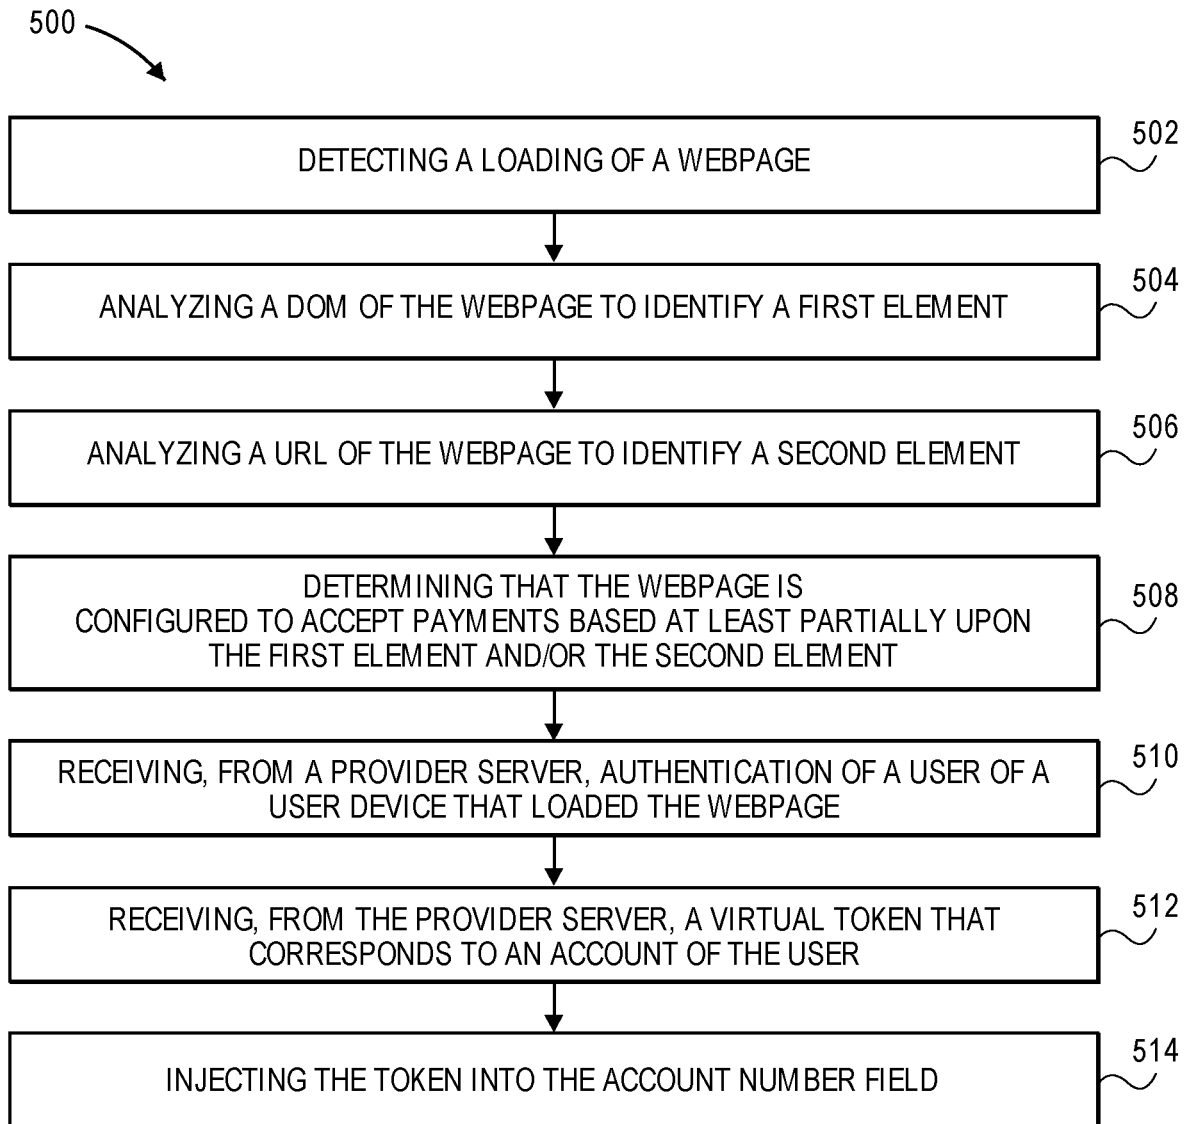 500
DETECTING A LOADING OF A WEBPAGE
502
ANALYZING A DOM OF THE WEBPAGE TO IDENTIFY A FIRST ELEMENT
504
ANALYZING A URL OF THE WEBPAGE TO IDENTIFY A SECOND ELEMENT
506
DETERMINING THAT THE WEBPAGE IS
CONFIGURED TO ACCEPT PAYMENTS BASED AT LEAST PARTIALLY UPON
THE FIRST ELEMENT AND/OR THE SECOND ELEMENT
508
RECEIVING, FROM A PROVIDER SERVER, AUTHENTICATION OF A USER OF A
USER DEVICE THAT LOADED THE WEBPAGE
510
RECEIVING, FROM THE PROVIDER SERVER, A VIRTUAL TOKEN THAT
CORRESPONDS TO AN ACCOUNT OF THE USER
512
INJECTING THE TOKEN INTO THE ACCOUNT NUMBER FIELD
514